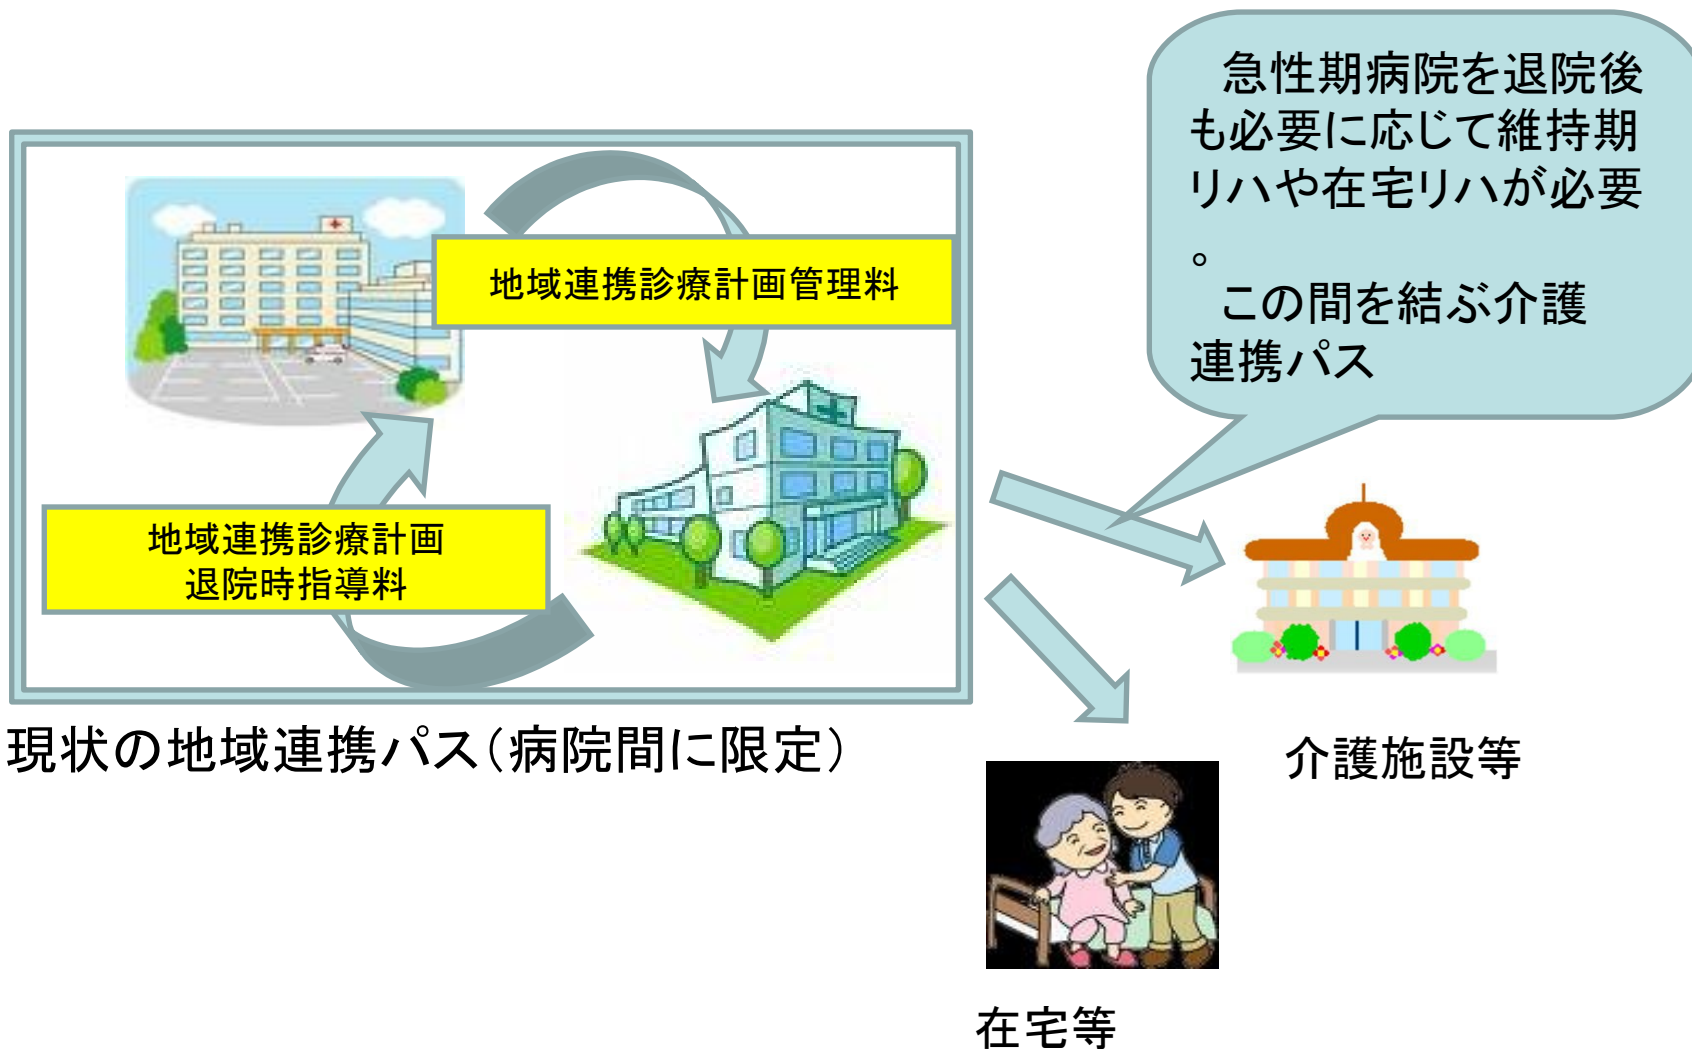 急性期病院を退院後
も必要に応じて維持期
リハや在宅リハが必要
。
この間を結ぶ介護
連携パス
地域連携診療計画管理料
地域連携診療計画
退院時指導料
現状の地域連携パス（病院間に限定）
介護施設等
在宅等